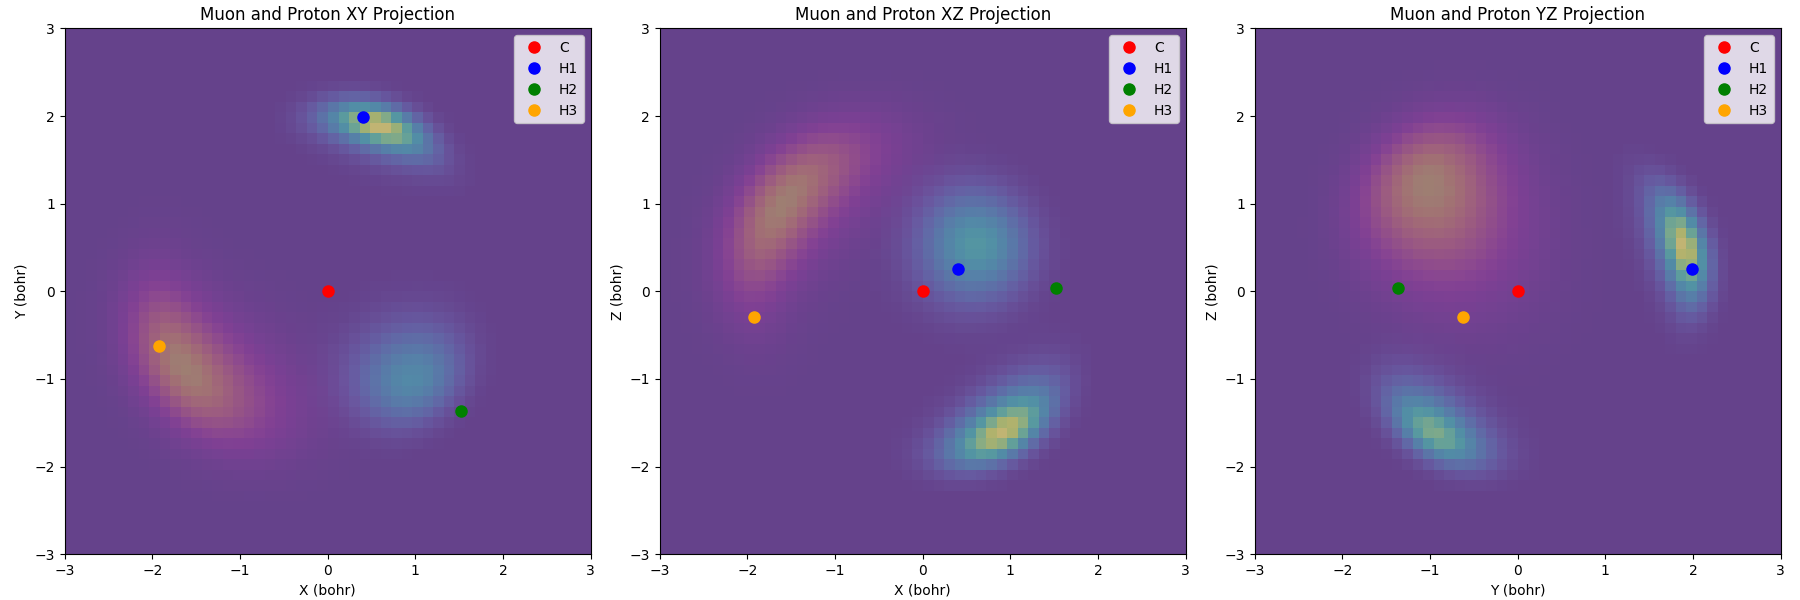 Muon and Proton XY Projection
3
2
1
0
−1
−2
−3
−3
−2
−1
0
1
2
3
Y (bohr)
X (bohr)
C
H1
H2
H3
Muon and Proton XZ Projection
3
2
1
0
−1
−2
−3
−3
−2
−1
0
1
2
3
Z (bohr)
X (bohr)
C
H1
H2
H3
Muon and Proton YZ Projection
3
2
1
0
−1
−2
−3
−3
−2
−1
0
1
2
3
Z (bohr)
Y (bohr)
C
H1
H2
H3